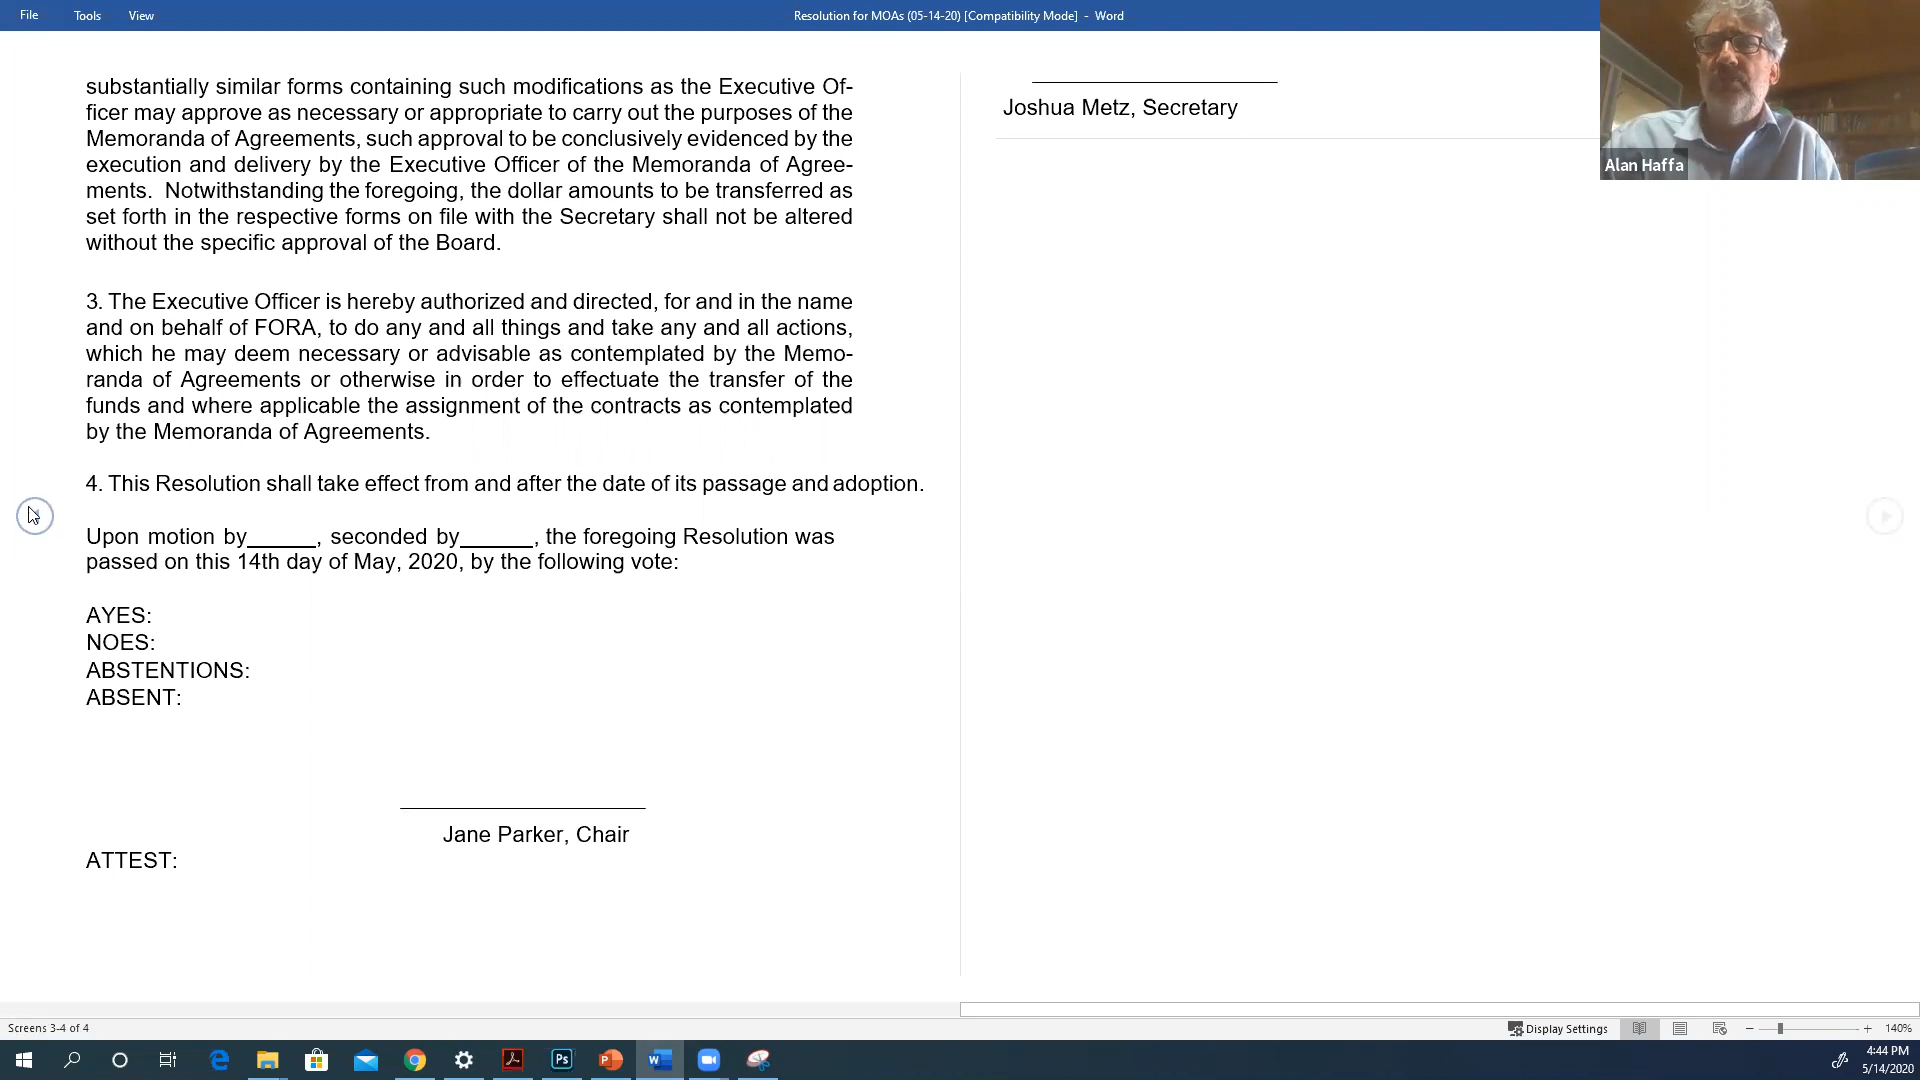 File Tools View
Resolution for MOAs (05-14-20) [Compatibility Mode] - Word
substantially similar forms containing such modifications as the Executive Of-
ficer may approve as necessary or appropriate to carry out the purposes of the
Memoranda of Agreements, such approval to be conclusively evidenced by the
execution and delivery by the Executive Officer of the Memoranda of Agree-
ments. Notwithstanding the foregoing, the dollar amounts to be transferred as
set forth in the respective forms on file with the Secretary shall not be altered
without the specific approval of the Board.
3. The Executive Officer is hereby authorized and directed, for and in the name
and on behalf of FORA, to do any and all things and take any and all actions,
which he may deem necessary or advisable as contemplated by the Memo-
randa of Agreements or otherwise in order to effectuate the transfer of the
funds and where applicable the assignment of the contracts as contemplated
by the Memoranda of Agreements.
4. This Resolution shall take effect from and after the date of its passage and adoption.
Upon motion by______, seconded by______, the foregoing Resolution was
passed on this 14th day of May, 2020, by the following vote:
AYES:
NOES:
ABSTENTIONS:
ABSENT:
Jane Parker, Chair
ATTEST:
Joshua Metz, Secretary
Alan Haffa
Screens 3-4 of 4
Display Settings
140%
Ps
P
W
4:44 PM
5/14/2020